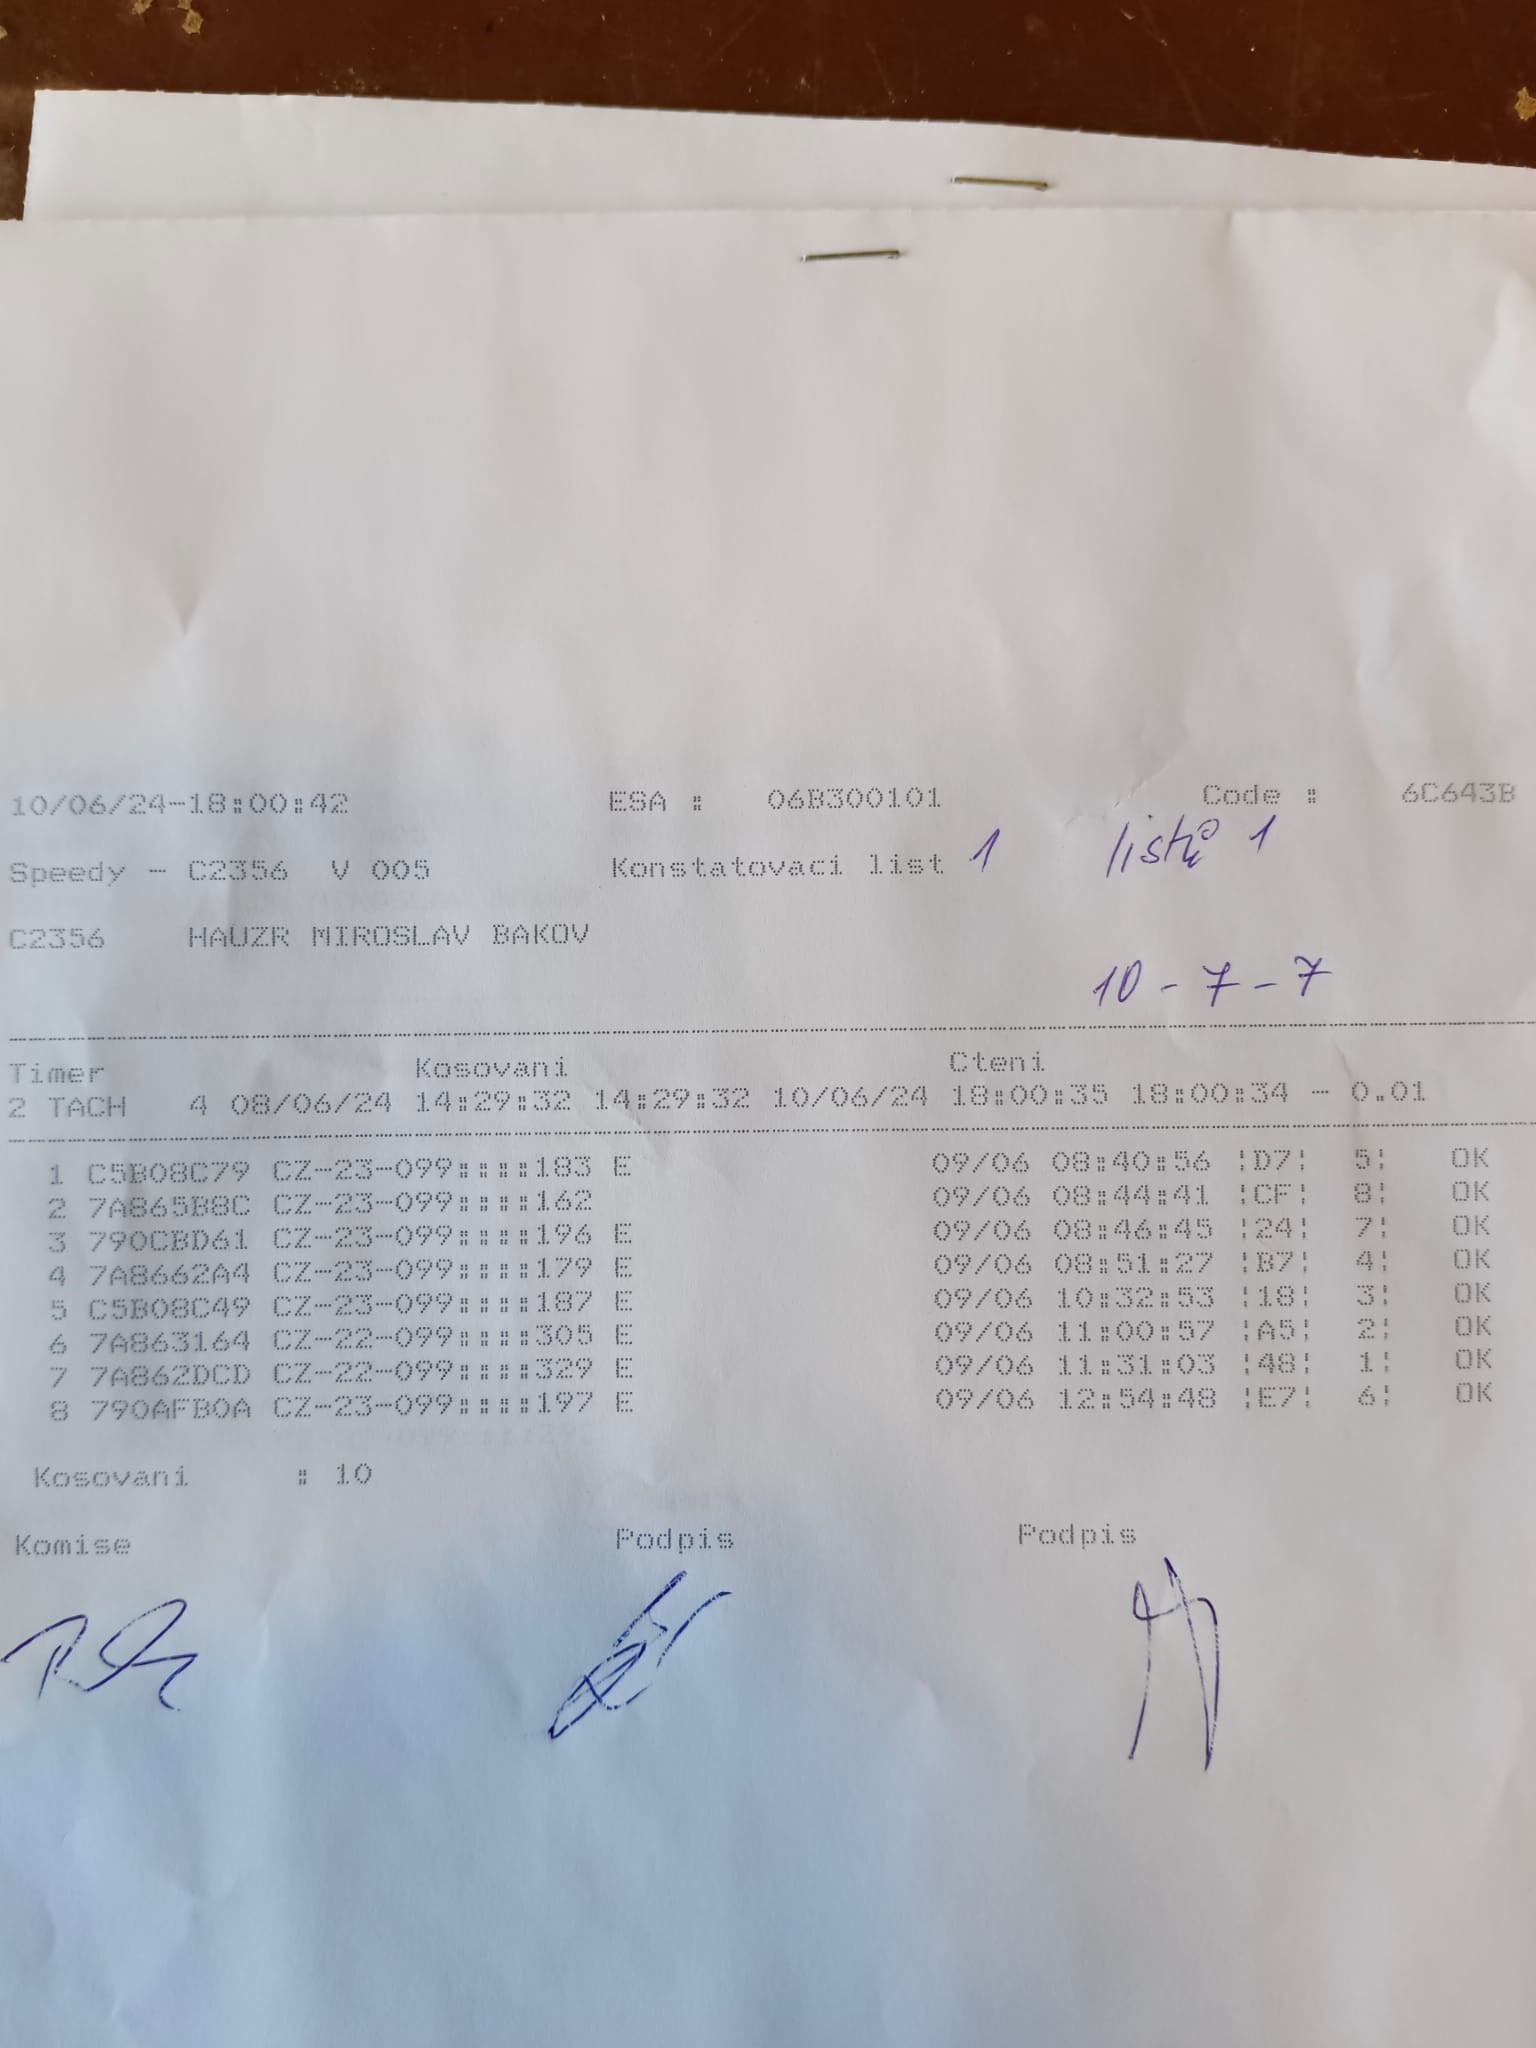 10/06/24-18:00:42 ESA : 06B300101 Code : 6C643B
Speedy - C2356 V 005 Konstatovaci list 1 listů 1
C2356 HAUZR MIROSLAV BAKOV
10 - 7 - 7
Timer Kosovani Cteni
2 TACH 4 08/06/24 14:29:32 14:29:32 10/06/24 18:00:35 18:00:34 - 0.01
1 C5B08C79 CZ-23-099::::183 E 09/06 08:40:56 ¦D7¦ 5¦ OK
2 7A865B8C CZ-23-099::::162 09/06 08:44:41 ¦CF¦ 8¦ OK
3 790CBD61 CZ-23-099::::196 E 09/06 08:46:45 ¦24¦ 7¦ OK
4 7A8662A4 CZ-23-099::::179 E 09/06 08:51:27 ¦B7¦ 4¦ OK
5 C5B08C49 CZ-23-099::::187 E 09/06 10:32:53 ¦18¦ 3¦ OK
6 7A863164 CZ-22-099::::305 E 09/06 11:00:57 ¦A5¦ 2¦ OK
7 7A862DCD CZ-22-099::::329 E 09/06 11:31:03 ¦48¦ 1¦ OK
8 790AFB0A CZ-23-099::::197 E 09/06 12:54:48 ¦E7¦ 6¦ OK
Kosovani : 10
Komise Podpis Podpis